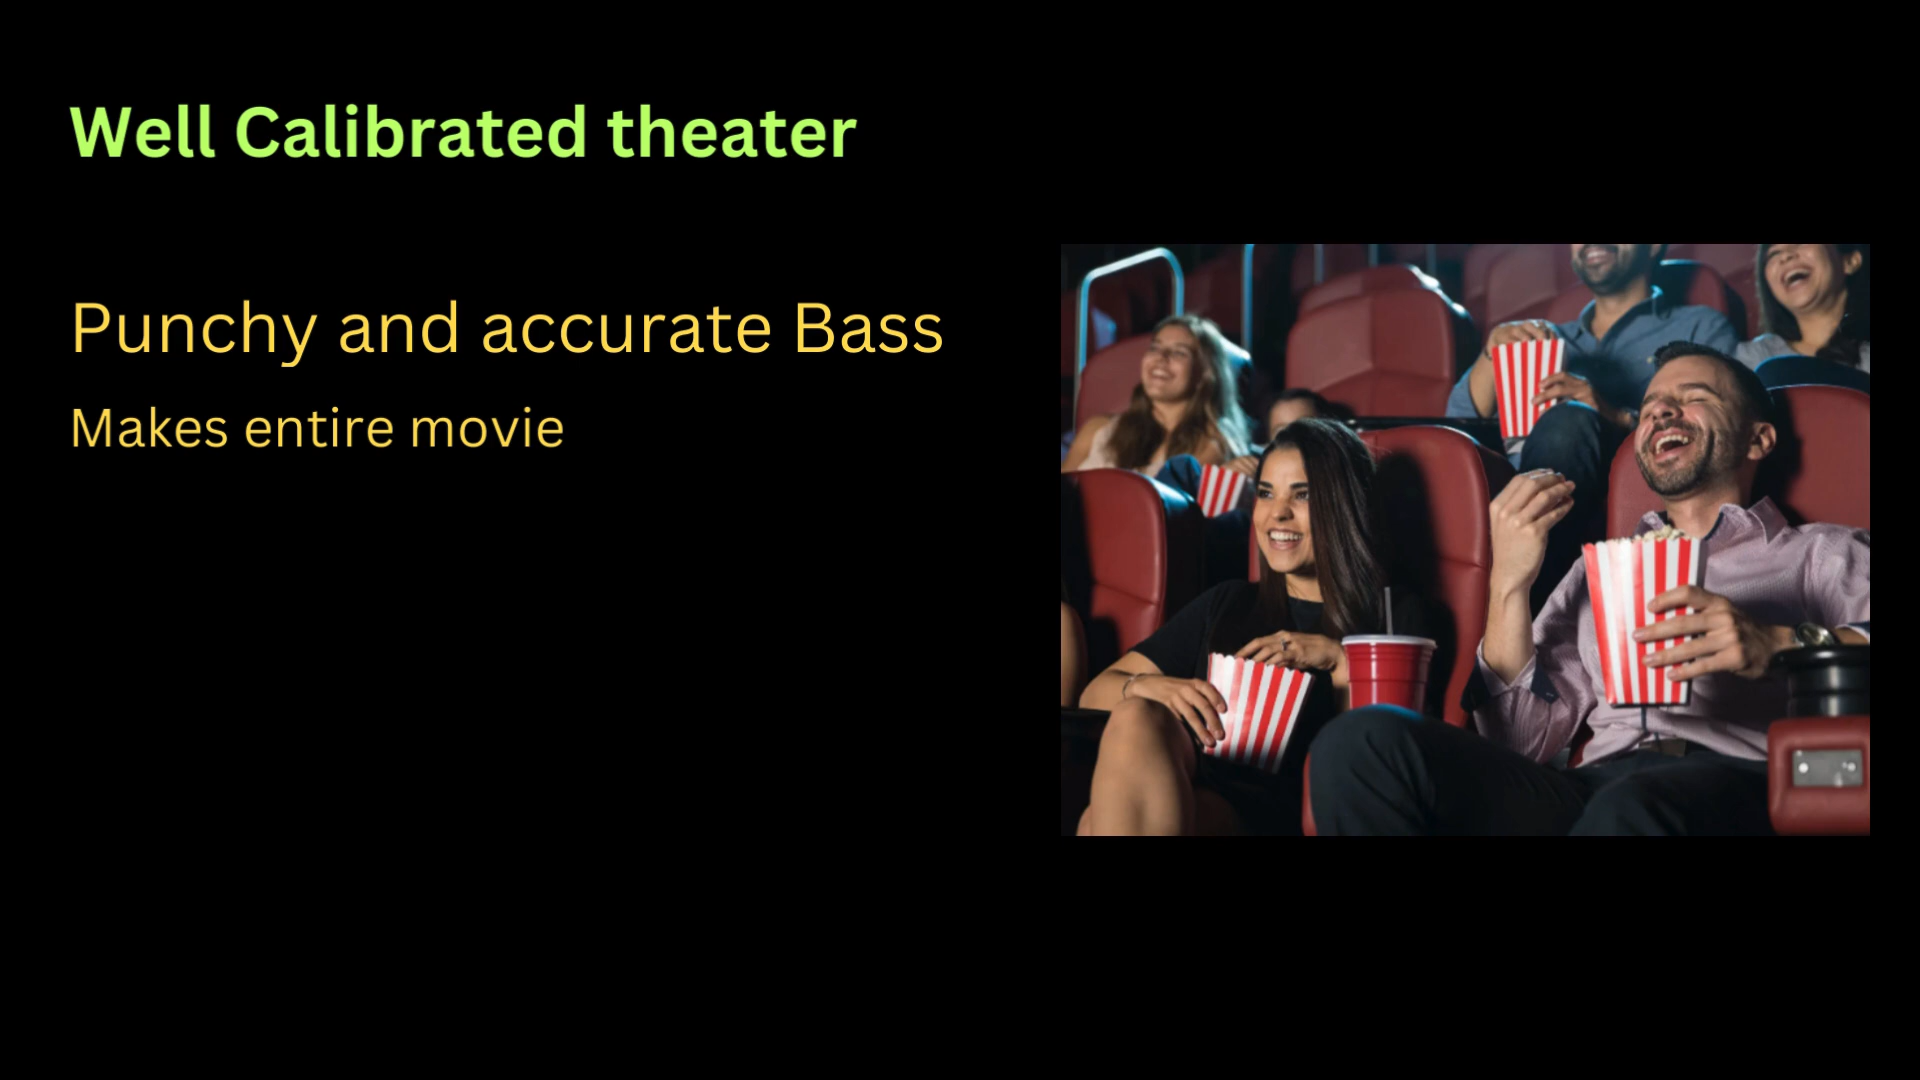 Well Calibrated theater
Punchy and accurate Bass
Makes entire movie